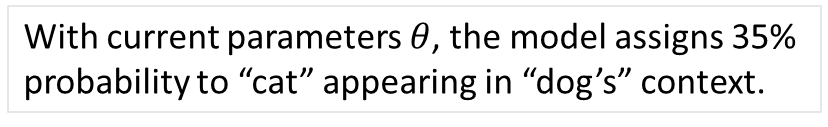 With current parameters θ, the model assigns 35%
probability to “cat” appearing in “dog’s” context.